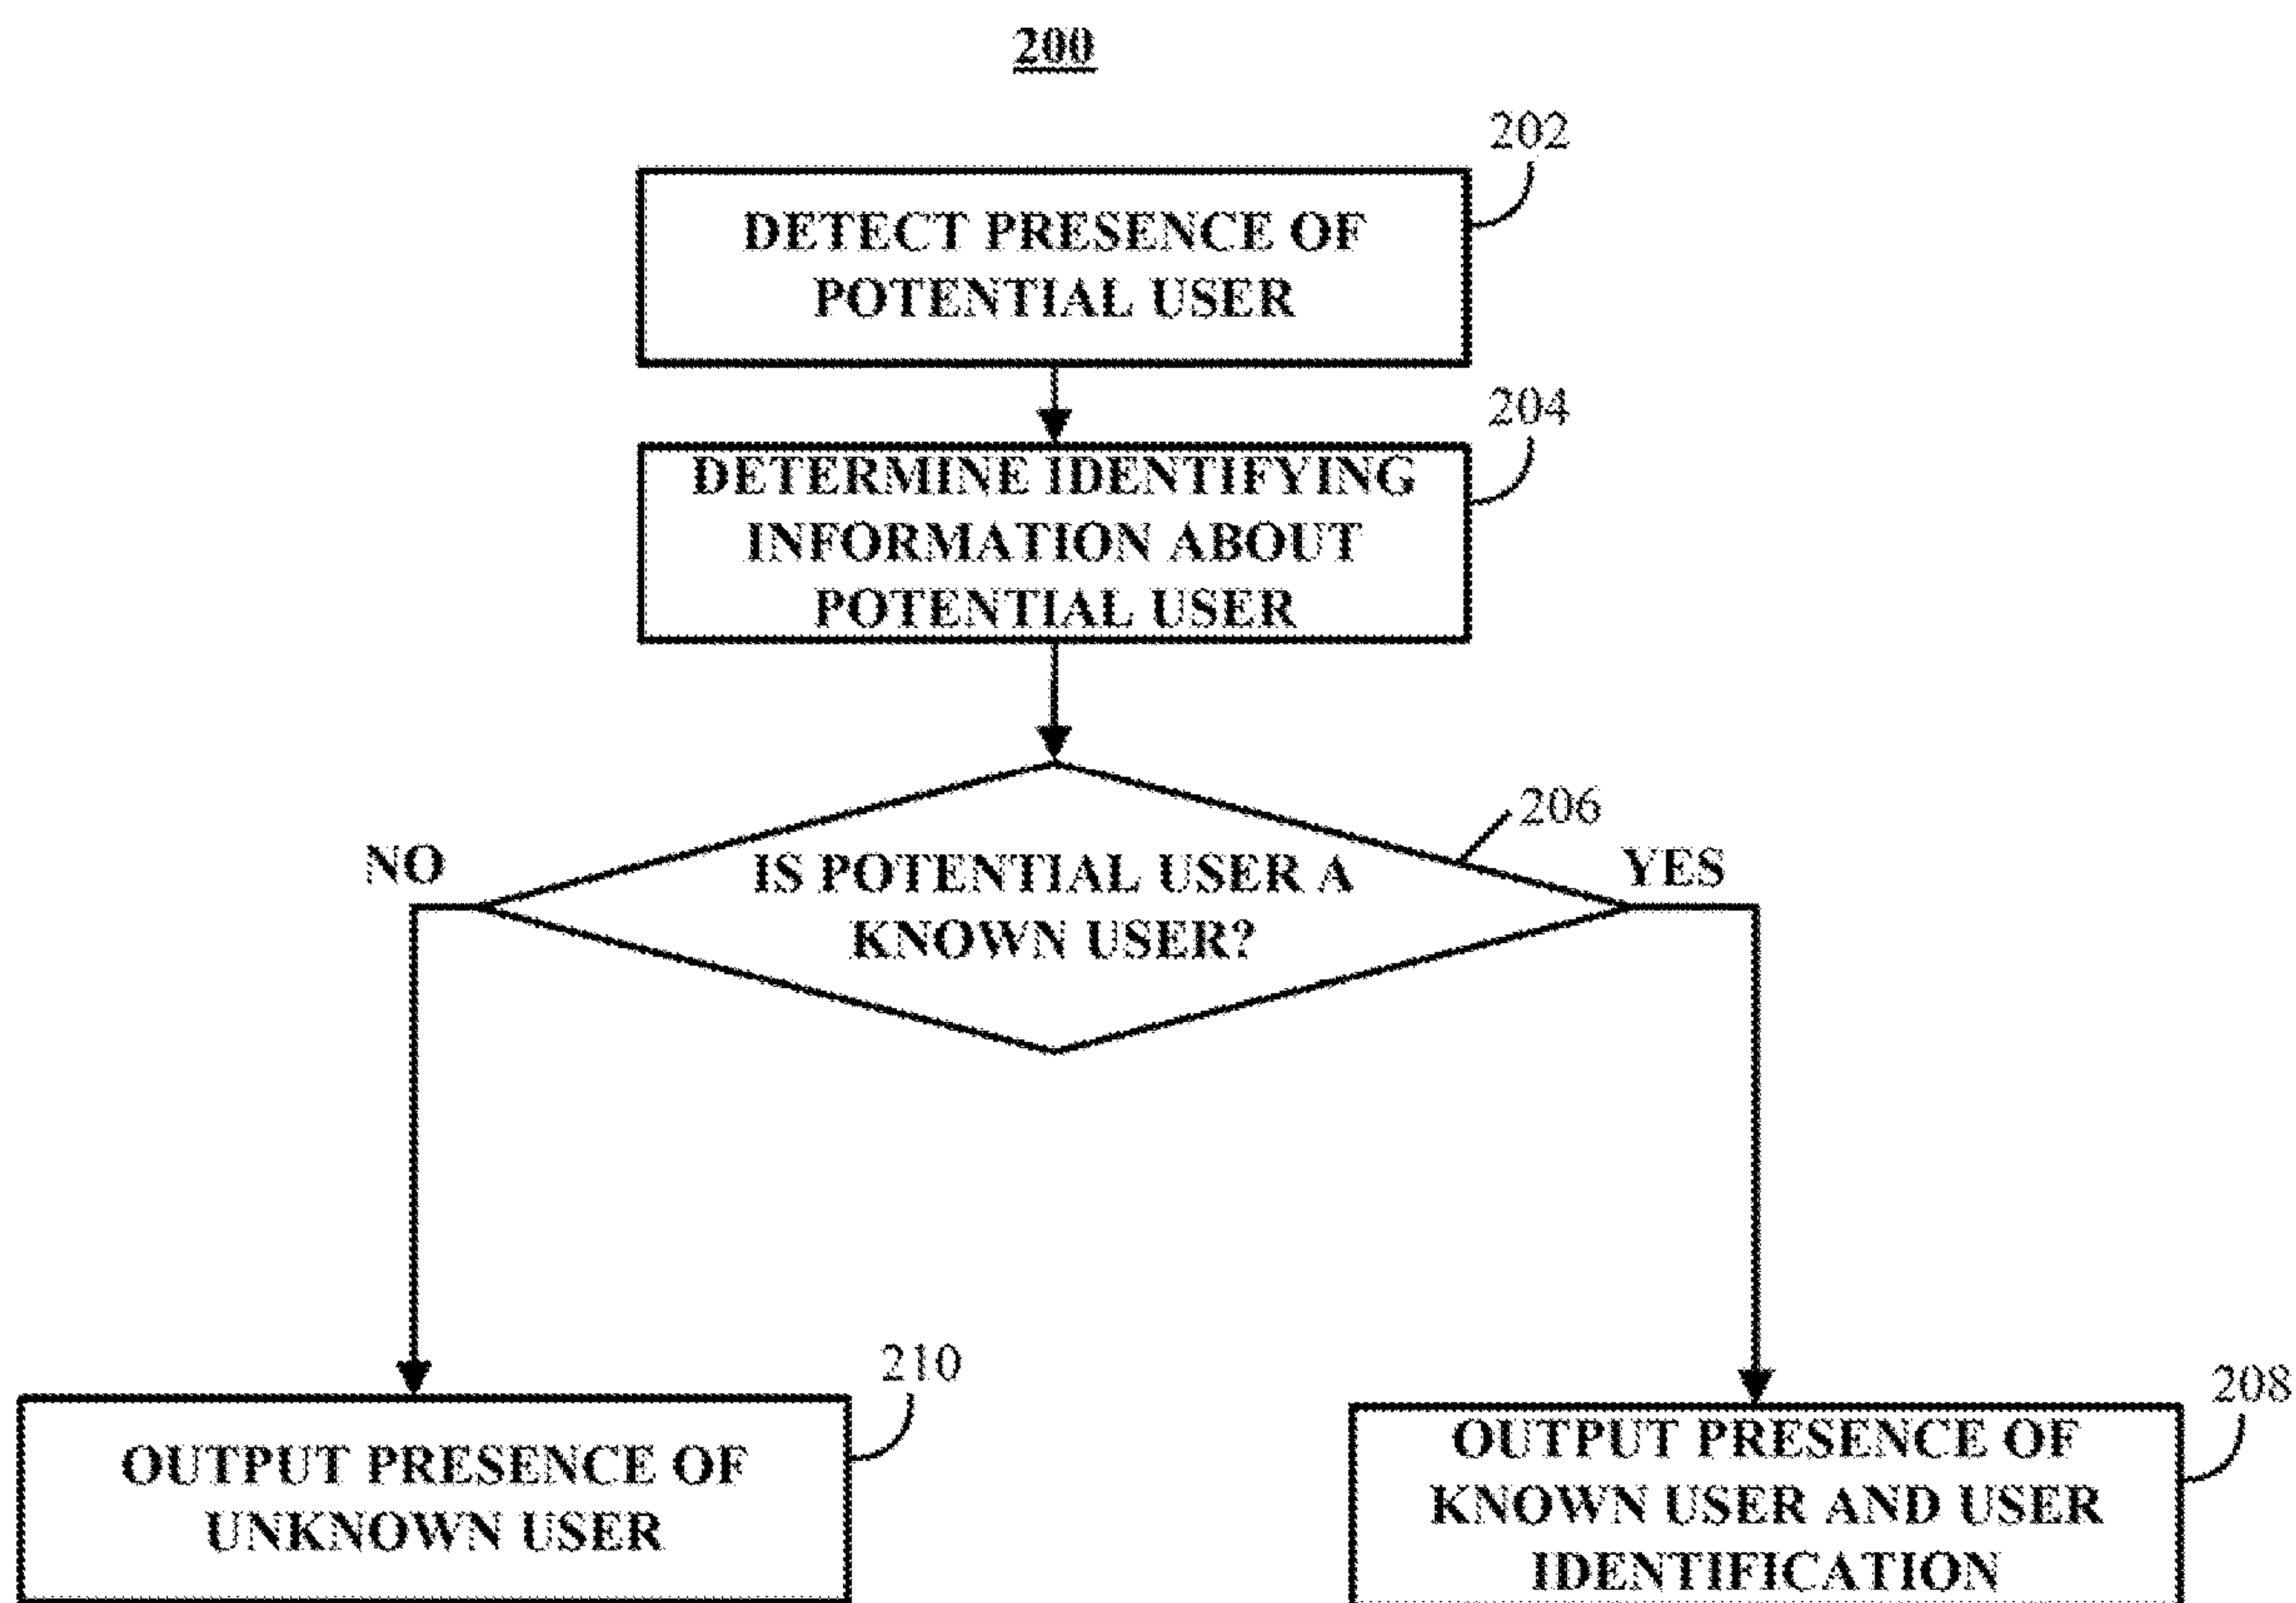 200
202
DETECT PRESENCE OF
POTENTIAL USER
204
DETERMINE IDENTIFYING
INFORMATION ABOUT
POTENTIAL USER
206
NO
IS POTENTIAL USER A
KNOWN USER?
YES
210
OUTPUT PRESENCE OF
UNKNOWN USER
208
OUTPUT PRESENCE OF
KNOWN USER AND USER
IDENTIFICATION